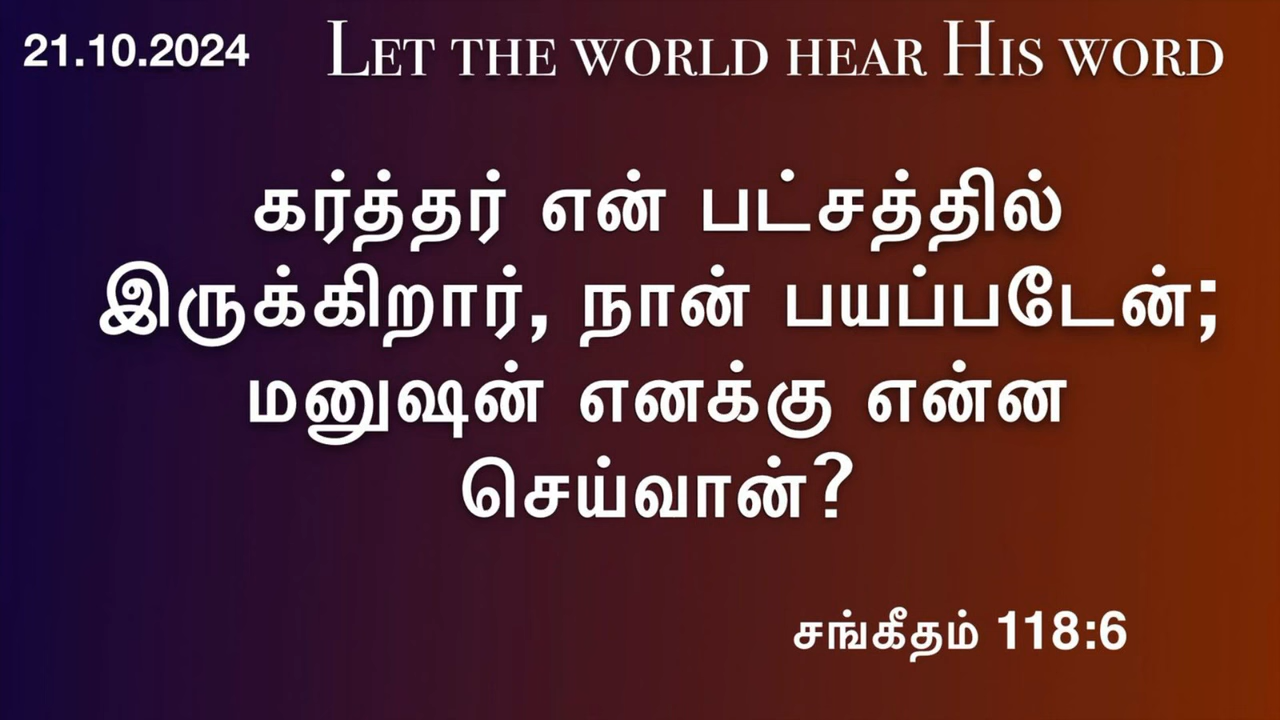 21.10.2024 LET THE WORLD HEAR HIS WORD
கர்த்தர் என் பட்சத்தில்
இருக்கிறார், நான் பயப்படேன்;
மனுஷன் எனக்கு என்ன
செய்வான்?
சங்கீதம் 118:6